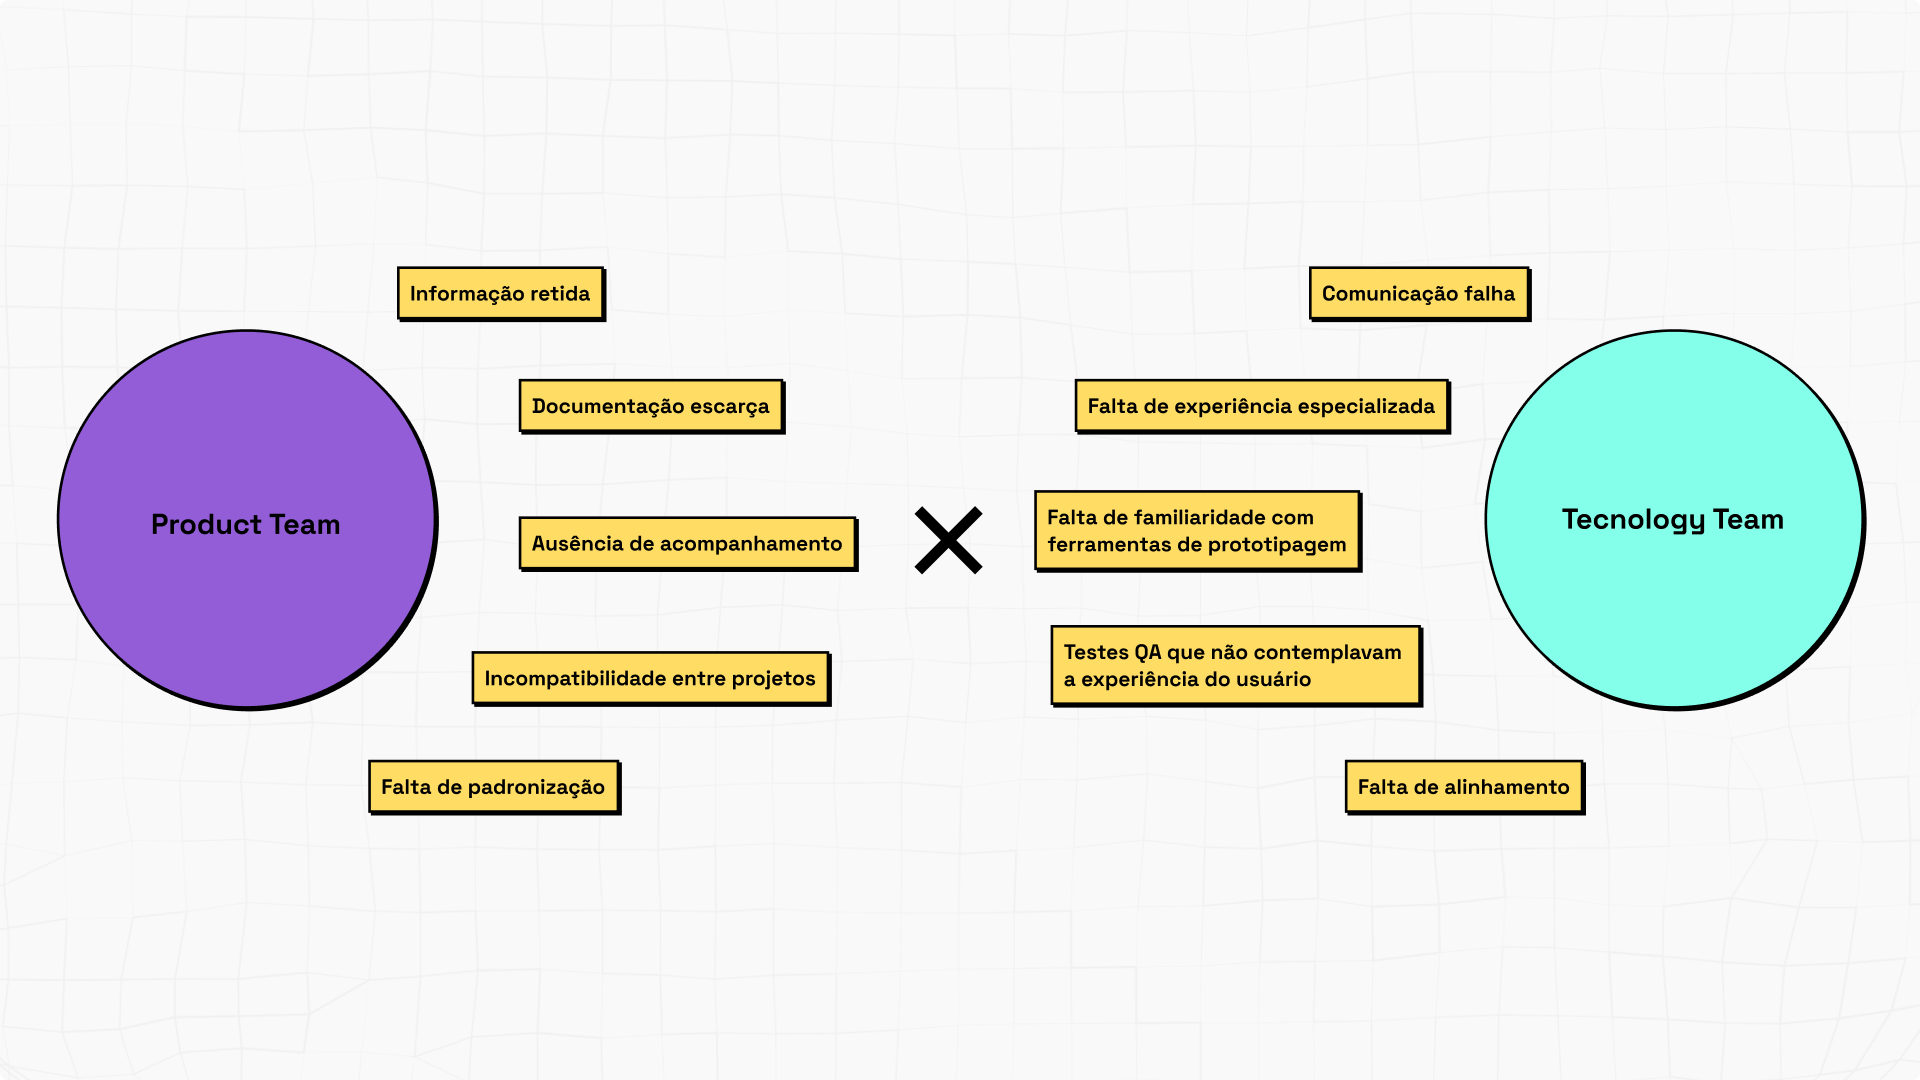 Informação retida
Documentação escarça
Product Team
Ausência de acompanhamento
Incompatibilidade entre projetos
Falta de padronização
Comunicação falha
Falta de experiência especializada
Falta de familiaridade com
ferramentas de prototipagem
Tecnology Team
Testes QA que não contemplavam
a experiência do usuário
Falta de alinhamento